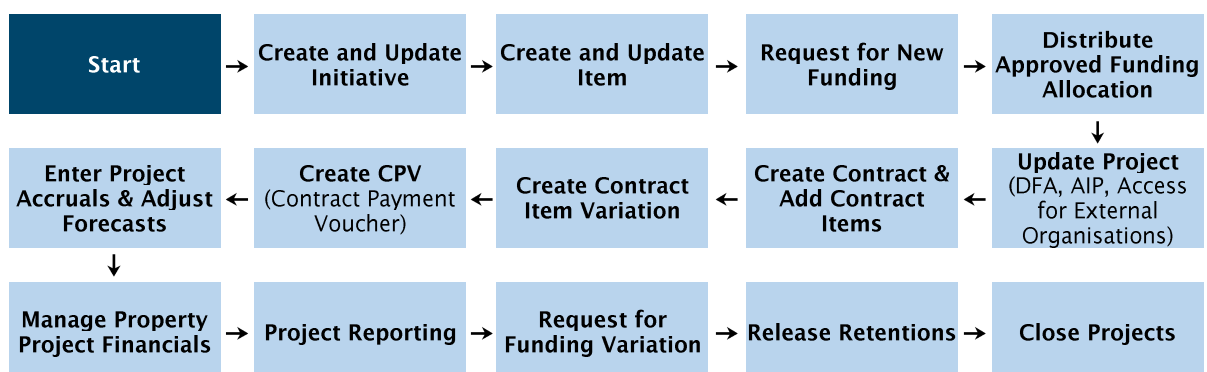 Start
Create and Update
Initiative
Create and Update
Item
Request for New
Funding
Distribute
Approved Funding
Allocation
Enter Project
Accruals & Adjust
Forecasts
Create CPV
(Contract Payment
Voucher)
Create Contract
Item Variation
Create Contract &
Add Contract
Items
Update Project
(DFA, AIP, Access
for External
Organisations)
Manage Property
Project Financials
Project Reporting
Request for
Funding Variation
Release Retentions
Close Projects